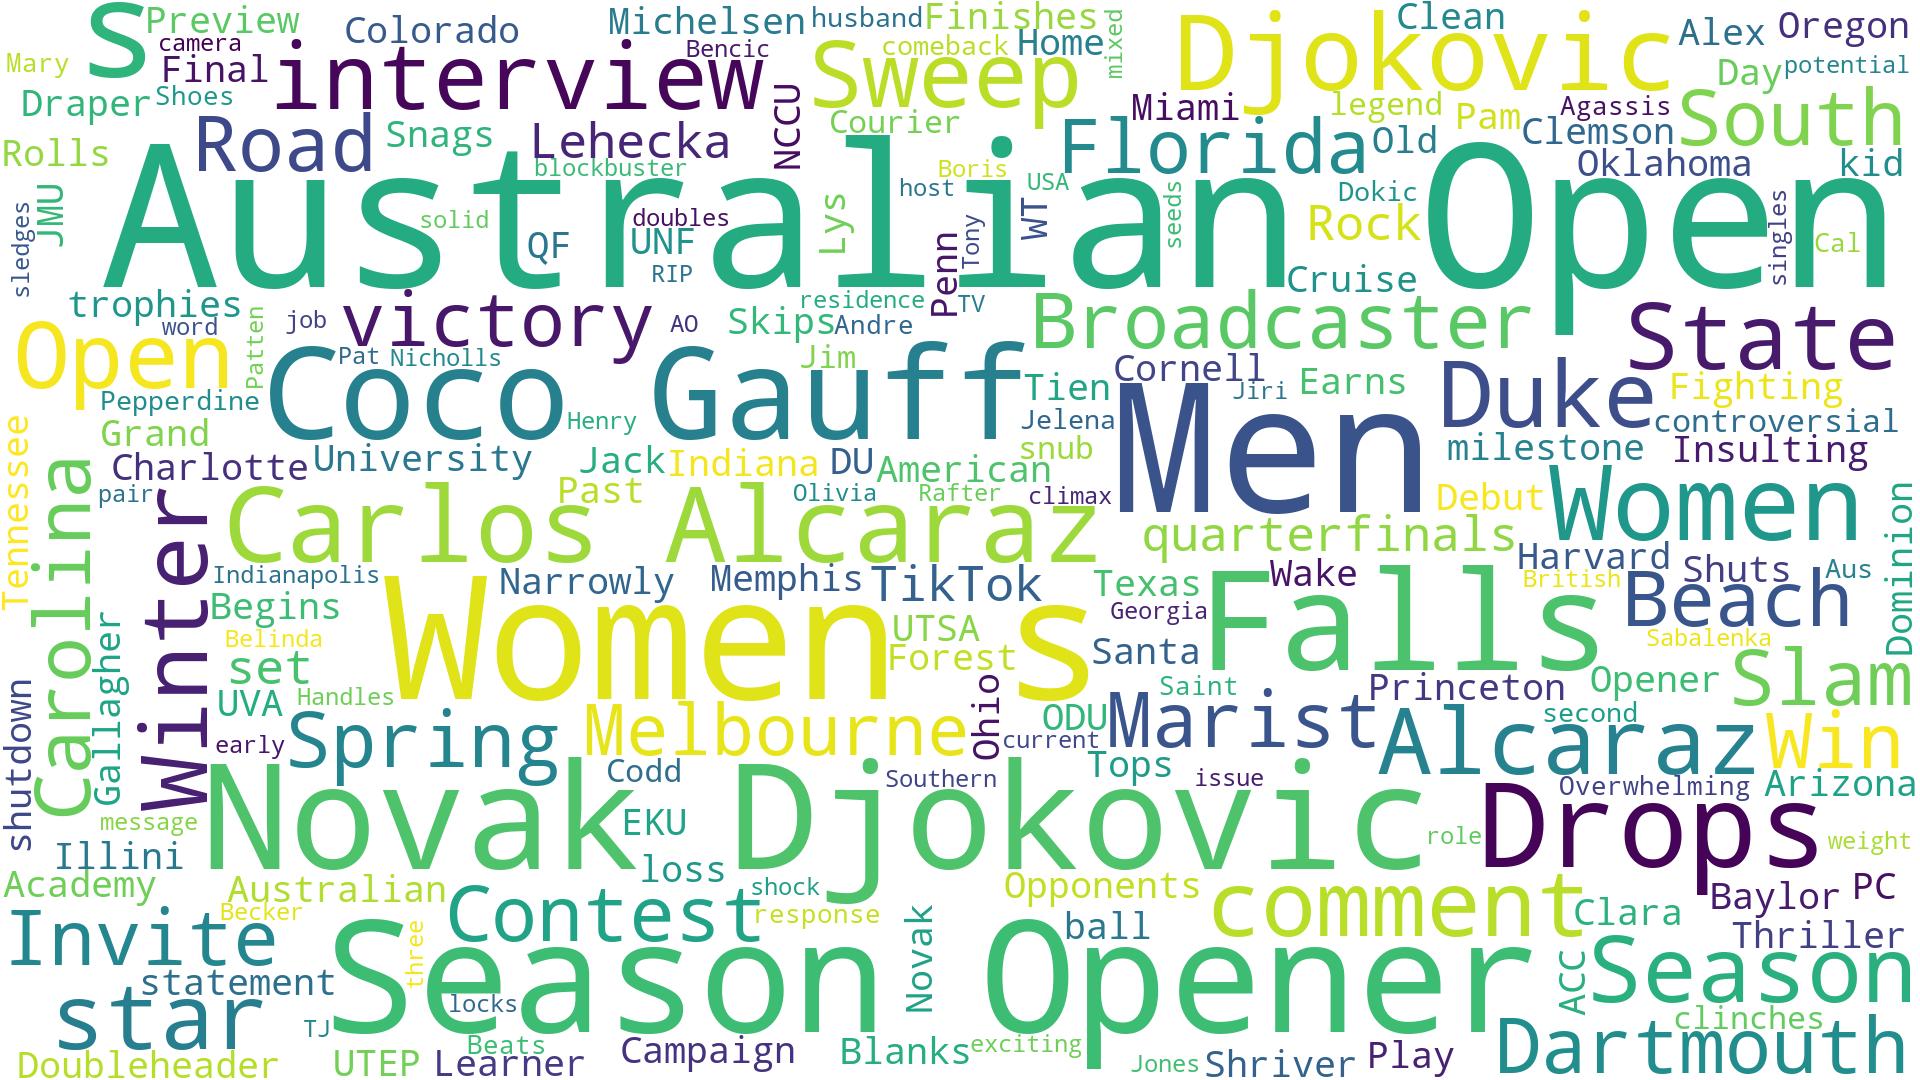 s Preview Colorado Michelsen husband Finishes Clean Alex Oregon
Mary camera Final interview Bencic Sweep comeback Home mixed Djokovic Day potential
Draper Shoes NCCU Courier Miami legend Pam Agassis South
Rolls Road Snags Lehecka blockbuster Florida Old Clemson Oklahoma kid
JMU sledges Australian Open
solid QF doubles UNF RIP Lys Boris host USA Tony WT seeds Dokic Rock singles Cal
trophies word job victory AO residence Skips Andre Penn TV Cruise Broadcaster State
Open Patten Pat Nicholls Jim Cornell
Pepperdine Coco Gauff Henry Tien Jelena Jiri Earns Men Duke Fighting controversial
Tennessee Grand Charlotte University Jack Indiana DU American snub milestone Insulting
Carolina pair Winter Carlos Alcaraz Past Olivia Rafter climax quarterfinals Debut Women Dominion
Indianapolis Narrowly Memphis TikTok Texas Wake Harvard British Shuts Aus
Begins Belinda Women s UTSA Forest Georgia Santa Falls Beach Sabalenka
shutdown Gallagher set UVA Handles Ohio Saint Princeton Opener Slam
early Spring Melbourne current ODU Marist second Alcaraz Win
Codd Southern Tops issue Overwhelming Arizona
message Novak Djokovic EKU role Drops weight
Illini loss
Academy Australian Becker shock Opponents comment Baylor PC
Invite Contest response Novak ball Clara Thriller
statement three Season Opener ACC Season
star TJ locks clinches
Doubleheader UTEP Beats Learner Campaign Blanks exciting Jones Shriver Play Dartmouth